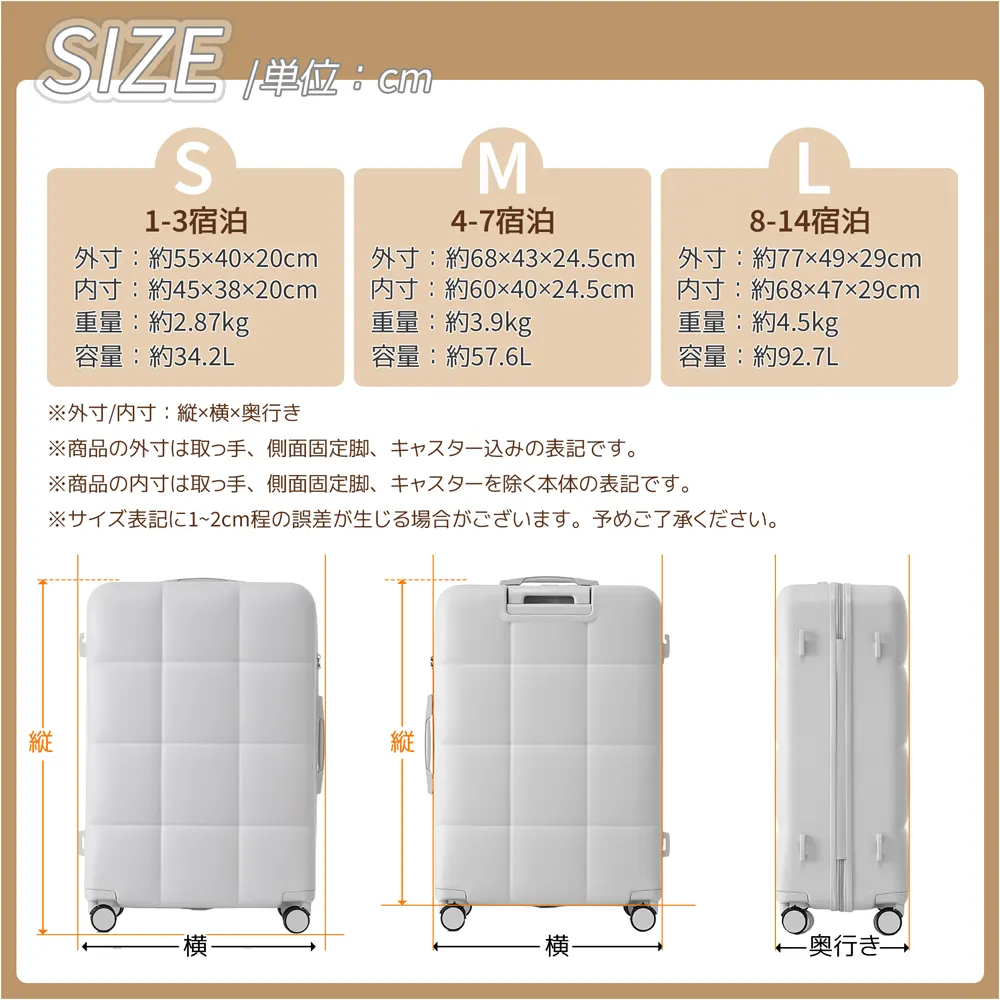 SIZE /単位：cm
S
1-3宿泊
外寸：約55×40×20cm
内寸：約45×38×20cm
重量：約2.87kg
容量：約34.2L
M
4-7宿泊
外寸：約68×43×24.5cm
内寸：約60×40×24.5cm
重量：約3.9kg
容量：約57.6L
L
8-14宿泊
外寸：約77×49×29cm
内寸：約68×47×29cm
重量：約4.5kg
容量：約92.7L
※外寸/内寸：縦×横×奥行き
※商品の外寸は取っ手、側面固定脚、キャスター込みの表記です。
※商品の内寸は取っ手、側面固定脚、キャスターを除く本体の表記です。
※サイズ表記に1~2cm程の誤差が生じる場合がございます。予めご了承ください。
縦
縦
横
横
奥行き